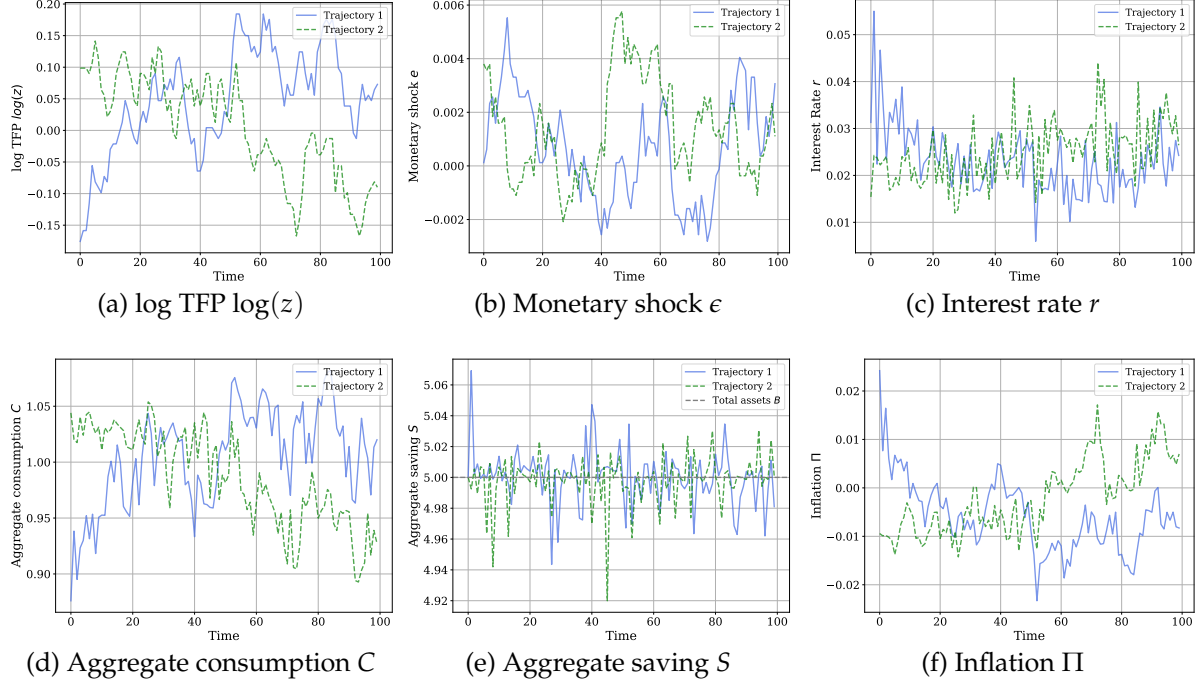 0.20
0.15
0.10
0.05
0.00
−0.05
−0.10
−0.15
log TFP log(z)
Trajectory 1
Trajectory 2
0 20 40 60 80 100
Time
(a) log TFP log(z)
0.006
0.004
0.002
0.000
−0.002
Monetary shock e
Trajectory 1
Trajectory 2
0 20 40 60 80 100
Time
(b) Monetary shock ϵ
0.05
0.04
0.03
0.02
0.01
Interest Rate r
Trajectory 1
Trajectory 2
0 20 40 60 80 100
Time
(c) Interest rate r
1.05
1.00
0.95
0.90
Aggregate consumption C
Trajectory 1
Trajectory 2
0 20 40 60 80 100
Time
(d) Aggregate consumption C
5.06
5.04
5.02
5.00
4.98
4.96
4.94
4.92
Aggregate saving S
Trajectory 1
Trajectory 2
Total assets B
0 20 40 60 80 100
Time
(e) Aggregate saving S
0.02
0.01
0.00
−0.01
−0.02
Inflation Π
Trajectory 1
Trajectory 2
0 20 40 60 80 100
Time
(f) Inflation Π